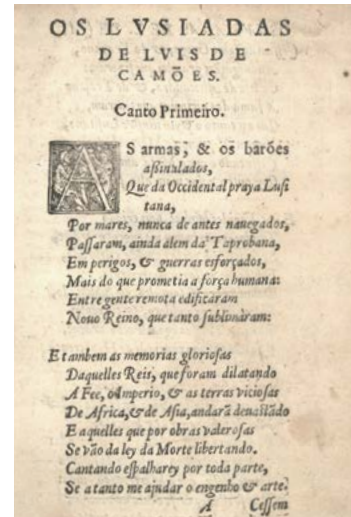 OS LVSIADAS
DE LVIS DE
CAMÕES.
Canto Primeiro.
AS armas, & os barões
aßinalados,
Que da Occidental praya Lusi
tana,
Por mares, nunca de antes nauegados,
Paſſaram, ainda alem da Taprobana,
Em perigos, & guerras esforçados,
Mais do que prometia a força humana:
Entre gente remota edificaram
Nouo Reino, que tanto sublimaram:
E tambem as memorias gloriosas
Daquelles Reis, que foram dilatando
A Fee, o Imperio, & as terras viciosas
De Africa, & de Asia, andarã deuaſtãdo
E aquelles que por obras valerosas
Se vão da ley da Morte libertando.
Cantando eſpalharey por toda parte,
Se a tanto me ajudar o engenho & arte.
A Ceſſem